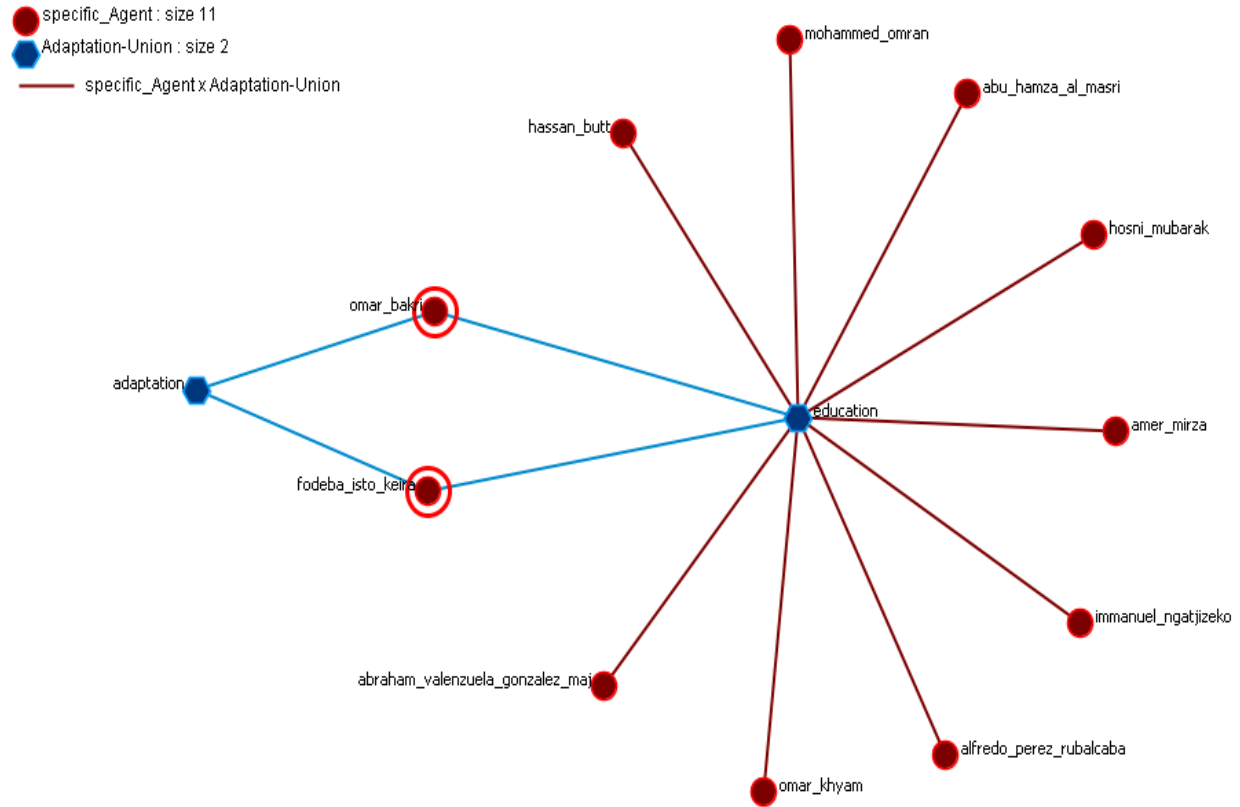 specific_Agent : size 11
Adaptation-Union : size 2
specific_Agent x Adaptation-Union
mohammed_omran
abu_hamza_al_masri
hassan_butt
hosni_mubarak
omar_bakri
adaptation
education
amer_mirza
fodeba_isto_keira
immanuel_ngatjizeko
abraham_valenzuela_gonzalez_maj
alfredo_perez_rubalcaba
omar_khyam